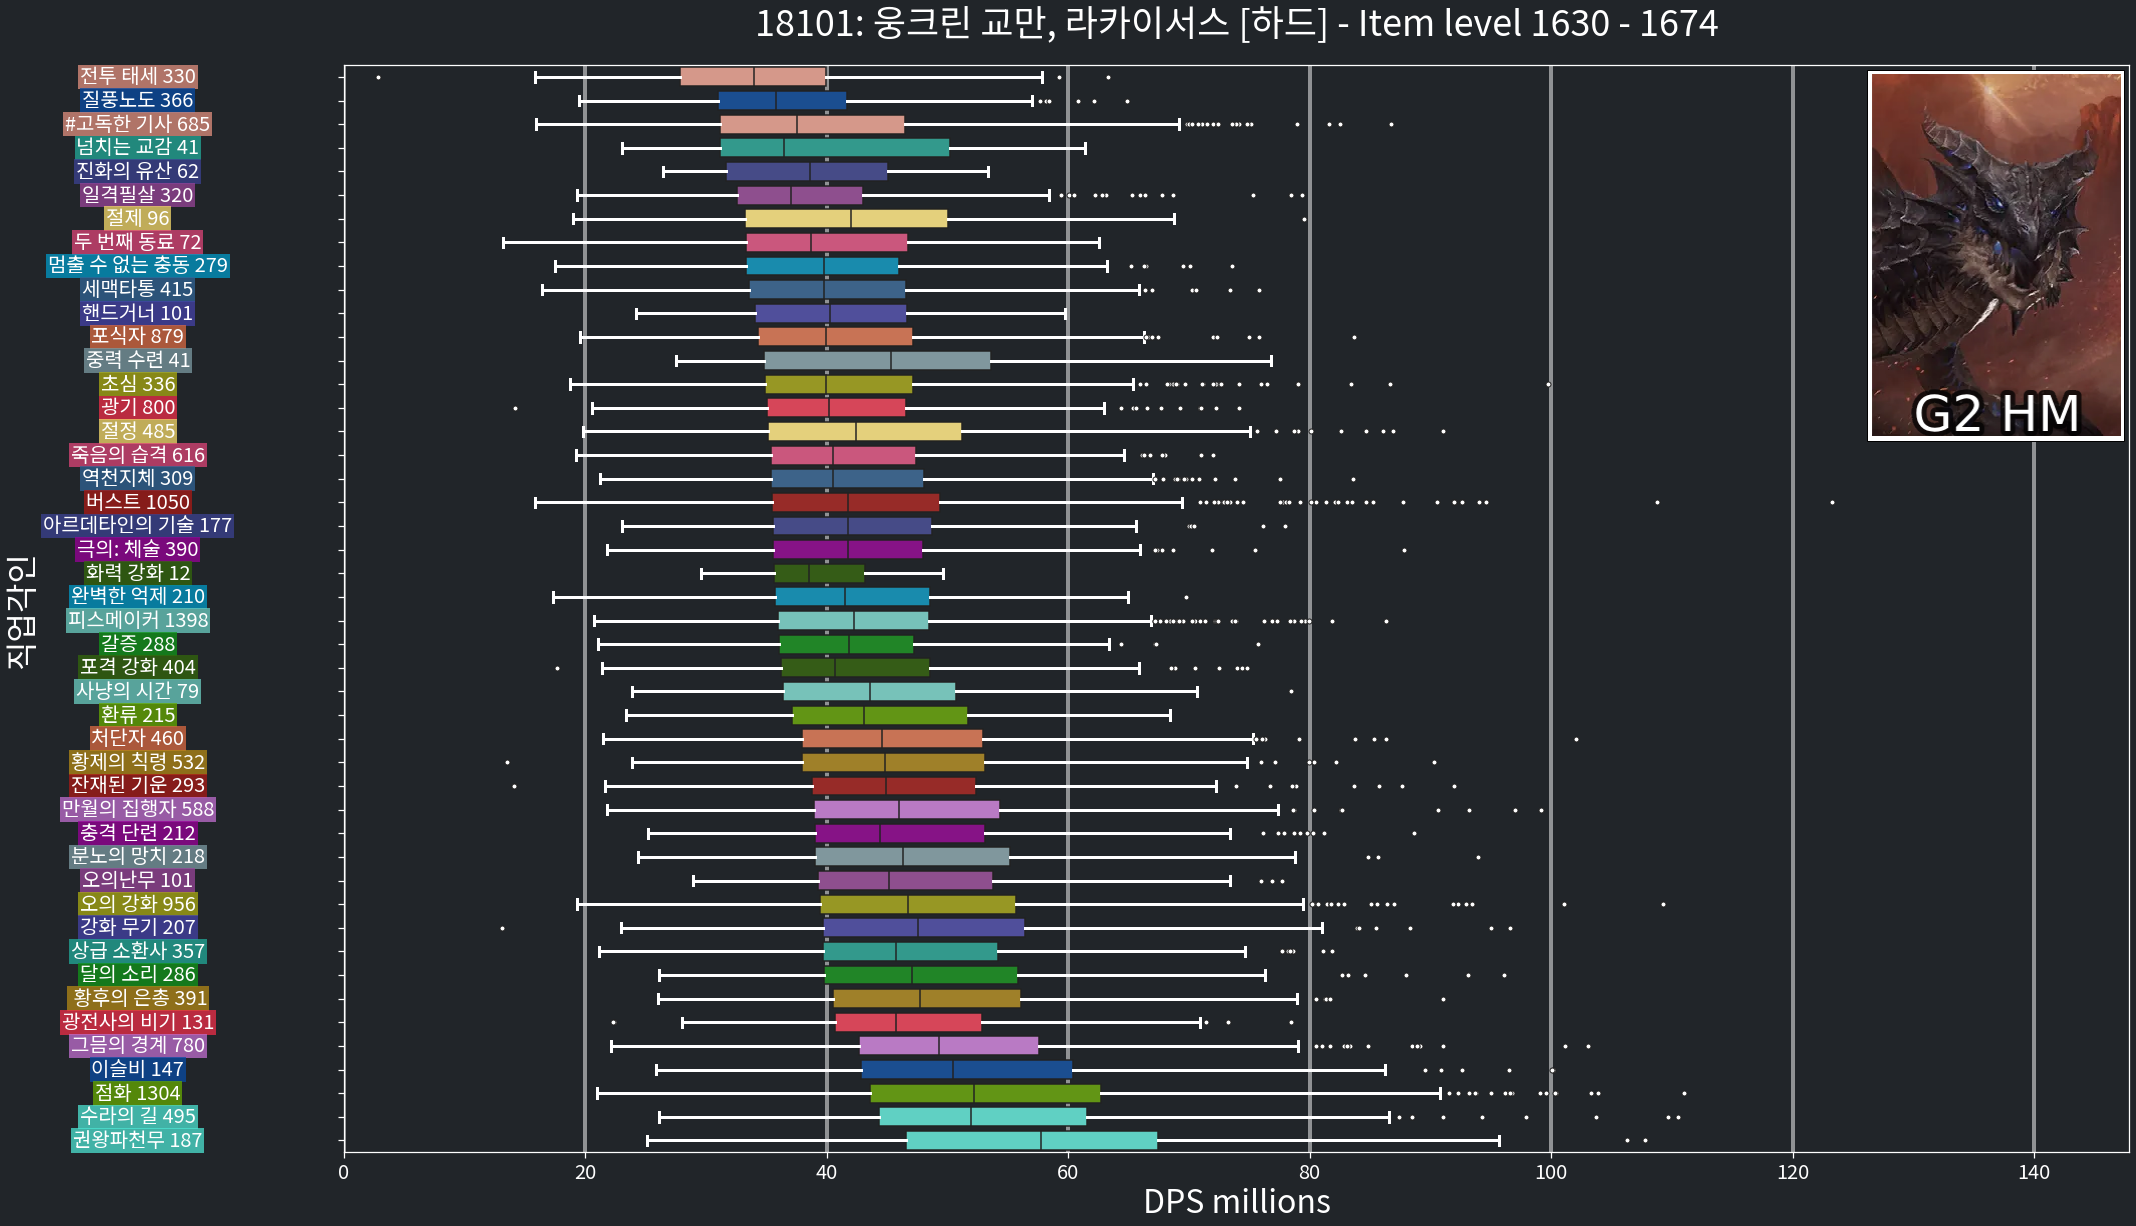 18101: 웅크린 교만, 라카이서스 [하드] - Item level 1630 - 1674
전투 태세 330
질풍노도 366
#고독한 기사 685
넘치는 교감 41
진화의 유산 62
일격필살 320
절제 96
두 번째 동료 72
멈출 수 없는 충동 279
세맥타통 415
핸드거너 101
포식자 879
중력 수련 41
초심 336
광기 800
절정 485
죽음의 습격 616
역천지체 309
버스트 1050
아르데타인의 기술 177
극의: 체술 390
화력 강화 12
완벽한 억제 210
피스메이커 1398
갈증 288
포격 강화 404
사냥의 시간 79
환류 215
처단자 460
황제의 칙령 532
잔재된 기운 293
만월의 집행자 588
충격 단련 212
분노의 망치 218
오의난무 101
오의 강화 956
강화 무기 207
상급 소환사 357
달의 소리 286
황후의 은총 391
광전사의 비기 131
그믐의 경계 780
이슬비 147
점화 1304
수라의 길 495
권왕파천무 187
직업각인
G2 HM
0 20 40 60 80 100 120 140
DPS millions